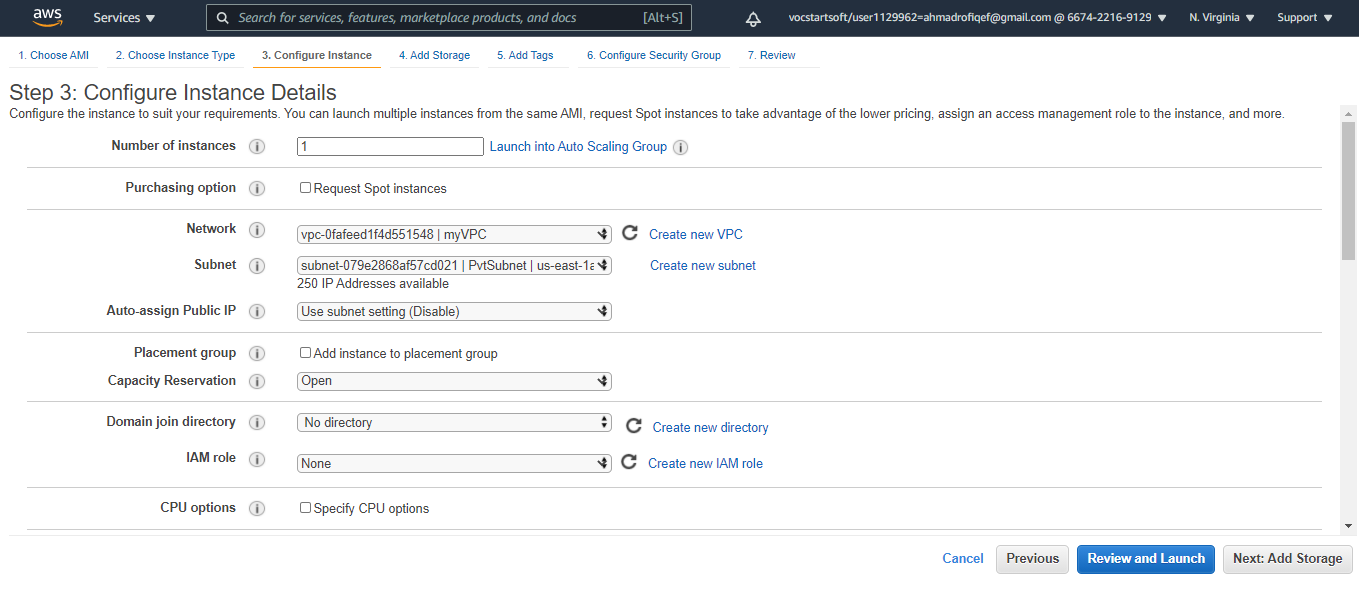 aws Services Search for services, features, marketplace products, and docs [Alt+S] vocstartsoft/user1129962=ahmadrofiqef@gmail.com @ 6674-2216-9129 N. Virginia Support
1. Choose AMI 2. Choose Instance Type 3. Configure Instance 4. Add Storage 5. Add Tags 6. Configure Security Group 7. Review
Step 3: Configure Instance Details
Configure the instance to suit your requirements. You can launch multiple instances from the same AMI, request Spot instances to take advantage of the lower pricing, assign an access management role to the instance, and more.
Number of instances i 1 Launch into Auto Scaling Group i
Purchasing option i Request Spot instances
Network i vpc-0fafeed1f4d551548 | myVPC Create new VPC
Subnet i subnet-079e2868af57cd021 | PvtSubnet | us-east-1a Create new subnet
250 IP Addresses available
Auto-assign Public IP i Use subnet setting (Disable)
Placement group i Add instance to placement group
Capacity Reservation i Open
Domain join directory i No directory Create new directory
IAM role i None Create new IAM role
CPU options i Specify CPU options
Cancel Previous Review and Launch Next: Add Storage